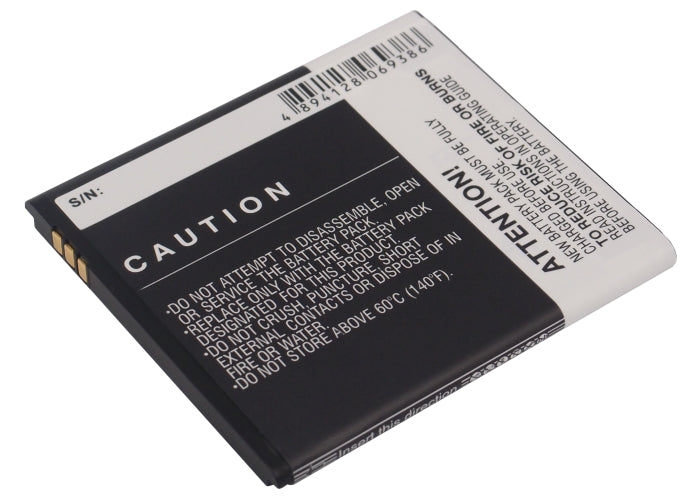 S/N:
4 894128 069386
CAUTION
·DO NOT ATTEMPT TO DISASSEMBLE, OPEN
OR SERVICE THE BATTERY PACK.
·REPLACE ONLY WITH THE BATTERY PACK
DESIGNATED FOR THIS PRODUCT.
·DO NOT CRUSH, PUNCTURE, SHORT
EXTERNAL CONTACTS OR DISPOSE OF IN
FIRE OR WATER.
·DO NOT STORE ABOVE 60°C (140°F).
ATTENTION!
NEW BATTERY PACK MUST BE FULLY
CHARGED BEFORE USE.
TO REDUCE RISK OF FIRE OR BURNS
READ INSTRUCTIONS IN OPERATING GUIDE
BEFORE USING THE BATTERY.
Insert this direction